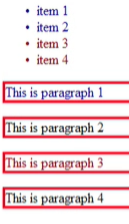 • item 1
• item 2
• item 3
• item 4
This is paragraph 1
This is paragraph 2
This is paragraph 3
This is paragraph 4